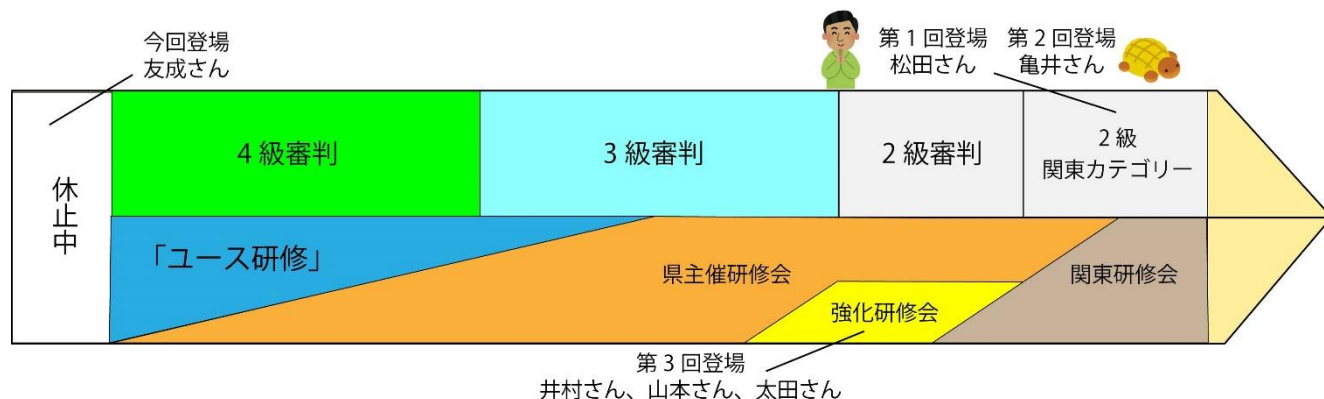 今回登場
友成さん
第1回登場
松田さん
第2回登場
亀井さん
休止中
4級審判
3級審判
2級審判
2級
関東カテゴリー
「ユース研修」
県主催研修会
強化研修会
関東研修会
第3回登場
井村さん、山本さん、太田さん